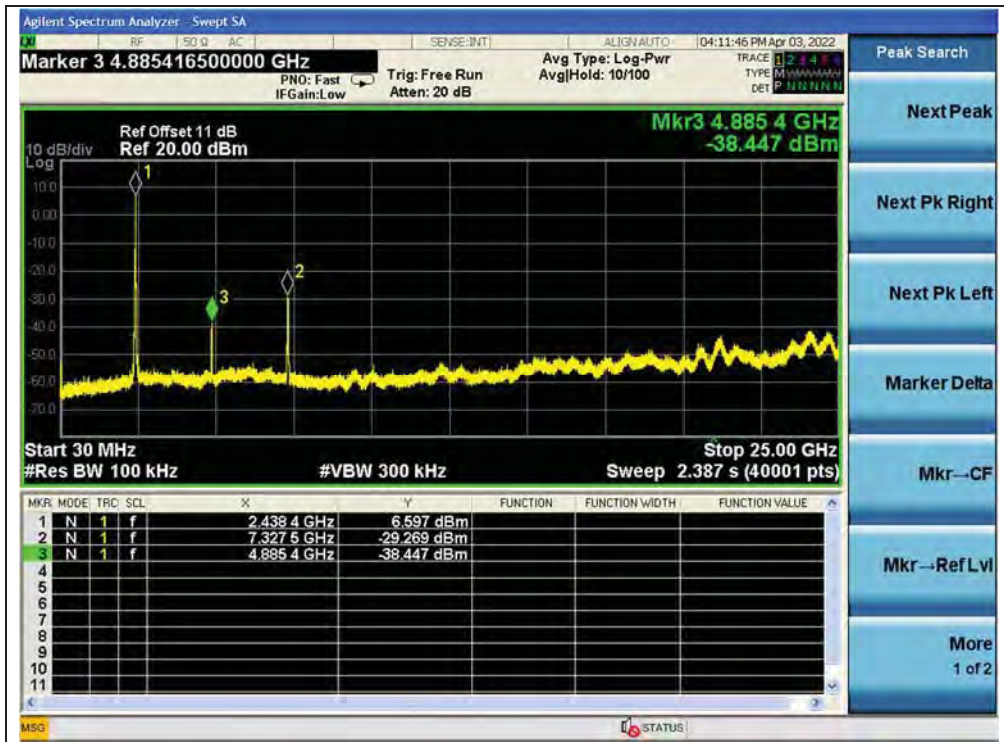 Agilent Spectrum Analyzer - Swept SA
RF 50 Ω AC SENSE:INT ALIGN AUTO 04:11:46 PM Apr 03, 2022
Marker 3 4.885416500000 GHz
PNO: Fast
IFGain:Low
Trig: Free Run
Atten: 20 dB
Avg Type: Log-Pwr
Avg|Hold: 10/100
TRACE 1 2 3 4 5 6
TYPE M
DET P N N N N N
Peak Search
Next Peak
Next Pk Right
Next Pk Left
Marker Delta
Mkr→CF
Mkr→Ref Lvl
More
1 of 2
Ref Offset 11 dB
10 dB/div Ref 20.00 dBm
Log
Mkr3 4.885 4 GHz
-38.447 dBm
10.0
0.00
-10.0
-20.0
-30.0
-40.0
-50.0
-60.0
-70.0
1
2
3
Start 30 MHz Stop 25.00 GHz
#Res BW 100 kHz #VBW 300 kHz Sweep 2.387 s (40001 pts)
MKR MODE TRC SCL X Y FUNCTION FUNCTION WIDTH FUNCTION VALUE
1 N 1 f 2.438 4 GHz 6.597 dBm
2 N 1 f 7.327 5 GHz -29.269 dBm
3 N 1 f 4.885 4 GHz -38.447 dBm
4
5
6
7
8
9
10
11
MSG STATUS